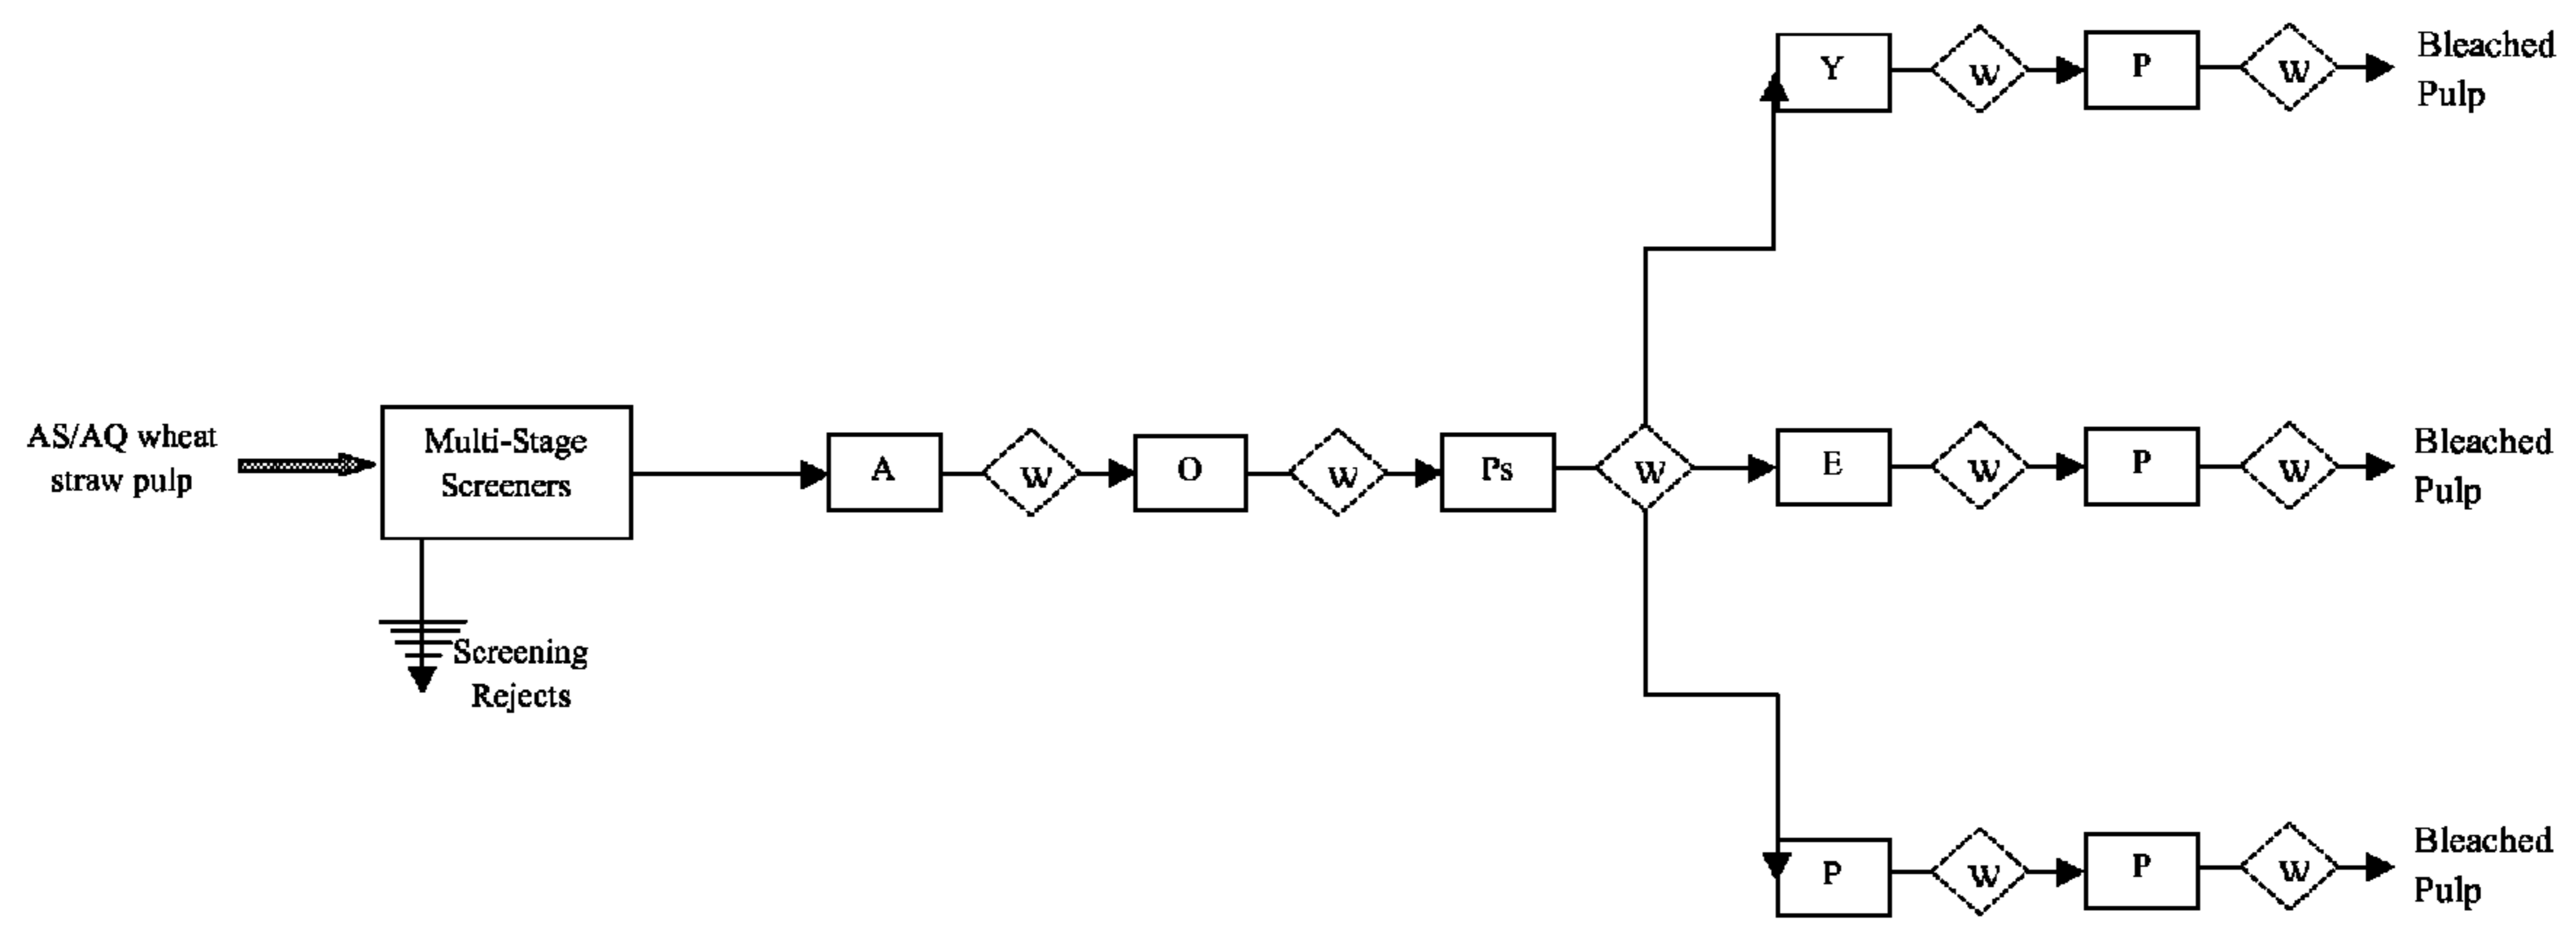 Y
W
P
W
Bleached
Pulp
AS/AQ wheat
straw pulp
Multi-Stage
Screeners
A
W
O
W
Ps
W
E
W
P
W
Bleached
Pulp
Screening
Rejects
P
W
P
W
Bleached
Pulp